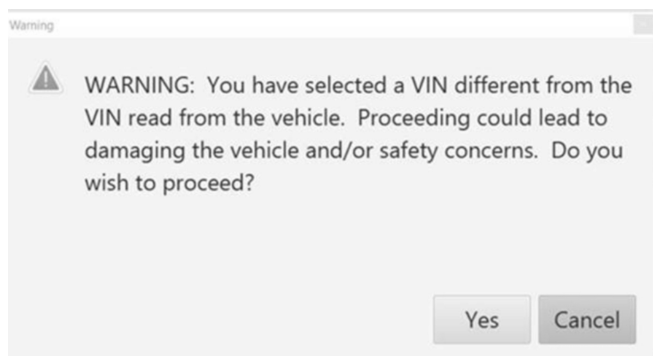 Warning
WARNING: You have selected a VIN different from the
VIN read from the vehicle. Proceeding could lead to
damaging the vehicle and/or safety concerns. Do you
wish to proceed?
Yes
Cancel